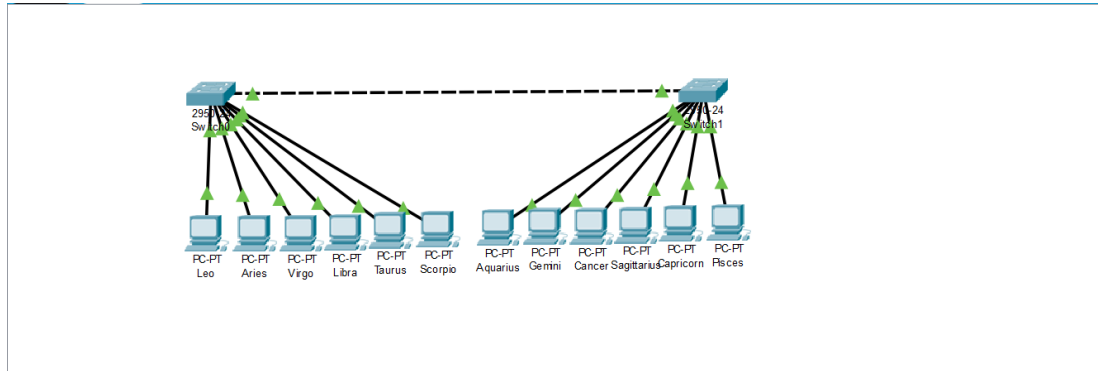 Switch0
Switch1
PC-PT
Leo
PC-PT
Aries
PC-PT
Virgo
PC-PT
Libra
PC-PT
Taurus
PC-PT
Scorpio
PC-PT
Aquarius
PC-PT
Gemini
PC-PT
Cancer
PC-PT
Sagittarius
PC-PT
Capricorn
PC-PT
Pisces